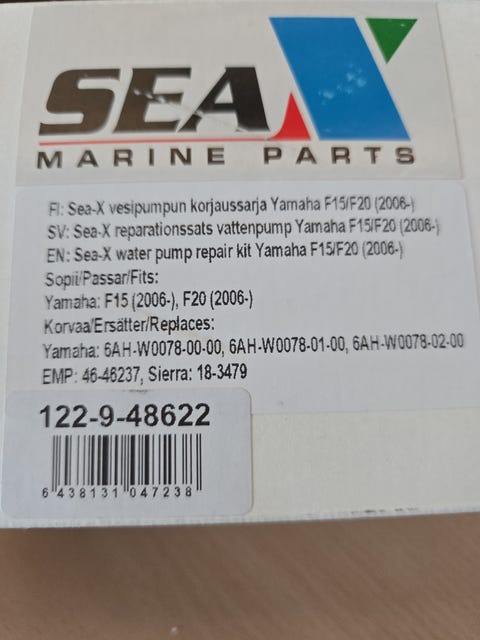 SEA X
MARINE PARTS
FI: Sea-X vesipumpun korjaussarja Yamaha F15/F20 (2006-)
SV: Sea-X reparationssats vattenpump Yamaha F15/F20 (2006-)
EN: Sea-X water pump repair kit Yamaha F15/F20 (2006-)
Sopii/Passar/Fits:
Yamaha: F15 (2006-), F20 (2006-)
Korvaa/Ersätter/Replaces:
Yamaha: 6AH-W0078-00-00, 6AH-W0078-01-00, 6AH-W0078-02-00
EMP: 46-46237, Sierra: 18-3479
122-9-48622
6 438131 047238